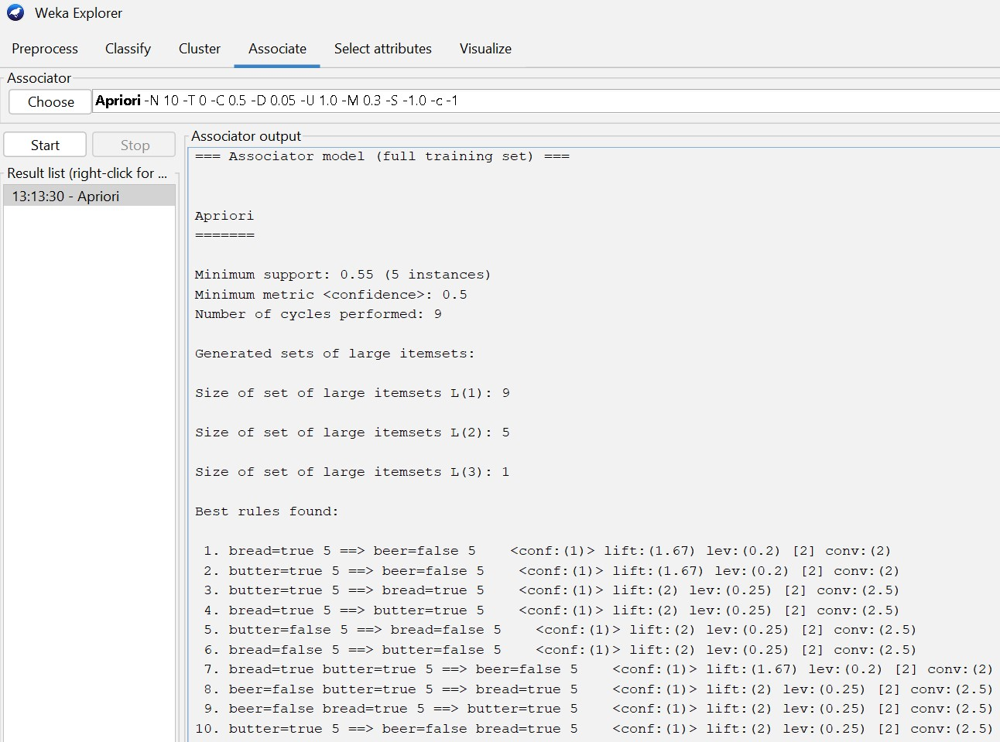 Weka Explorer
Preprocess Classify Cluster Associate Select attributes Visualize
Associator
Choose Apriori -N 10 -T 0 -C 0.5 -D 0.05 -U 1.0 -M 0.3 -S -1.0 -c -1
Start Stop
Result list (right-click for ...
13:13:30 - Apriori
Associator output
=== Associator model (full training set) ===
Apriori
=======
Minimum support: 0.55 (5 instances)
Minimum metric <confidence>: 0.5
Number of cycles performed: 9
Generated sets of large itemsets:
Size of set of large itemsets L(1): 9
Size of set of large itemsets L(2): 5
Size of set of large itemsets L(3): 1
Best rules found:
1. bread=true 5 ==> beer=false 5 <conf:(1)> lift:(1.67) lev:(0.2) [2] conv:(2)
2. butter=true 5 ==> beer=false 5 <conf:(1)> lift:(1.67) lev:(0.2) [2] conv:(2)
3. butter=true 5 ==> bread=true 5 <conf:(1)> lift:(2) lev:(0.25) [2] conv:(2.5)
4. bread=true 5 ==> butter=true 5 <conf:(1)> lift:(2) lev:(0.25) [2] conv:(2.5)
5. butter=false 5 ==> bread=false 5 <conf:(1)> lift:(2) lev:(0.25) [2] conv:(2.5)
6. bread=false 5 ==> butter=false 5 <conf:(1)> lift:(2) lev:(0.25) [2] conv:(2.5)
7. bread=true butter=true 5 ==> beer=false 5 <conf:(1)> lift:(1.67) lev:(0.2) [2] conv:(2)
8. beer=false butter=true 5 ==> bread=true 5 <conf:(1)> lift:(2) lev:(0.25) [2] conv:(2.5)
9. beer=false bread=true 5 ==> butter=true 5 <conf:(1)> lift:(2) lev:(0.25) [2] conv:(2.5)
10. butter=true 5 ==> beer=false bread=true 5 <conf:(1)> lift:(2) lev:(0.25) [2] conv:(2.5)